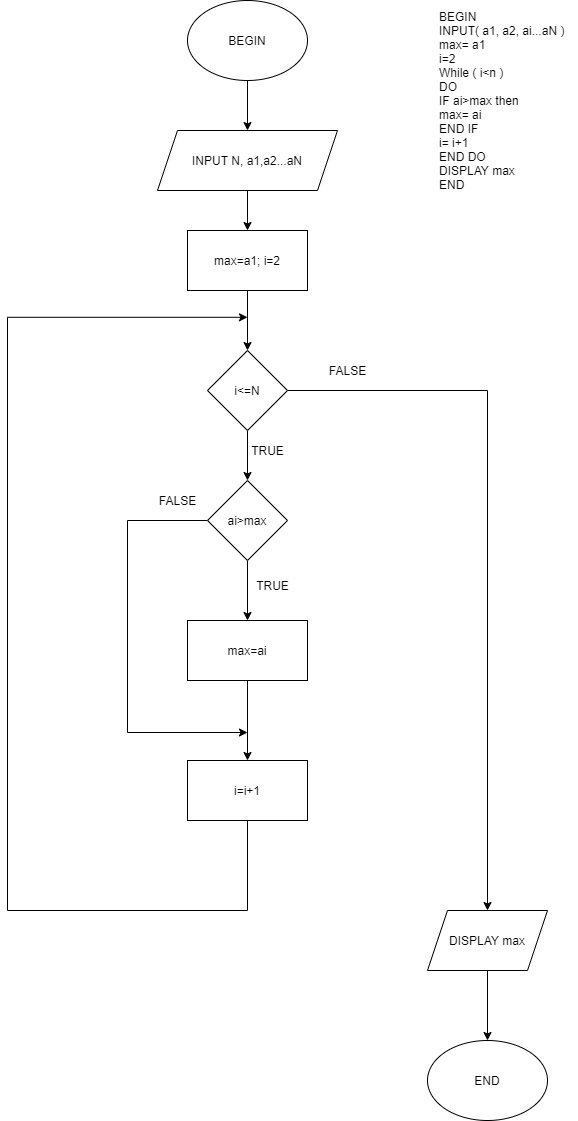 BEGIN
INPUT N, a1,a2...aN
max=a1; i=2
i<=N
FALSE
TRUE
FALSE
ai>max
TRUE
max=ai
i=i+1
DISPLAY max
END
BEGIN
INPUT( a1, a2, ai...aN )
max= a1
i=2
While ( i<n )
DO
IF ai>max then
max= ai
END IF
i= i+1
END DO
DISPLAY max
END